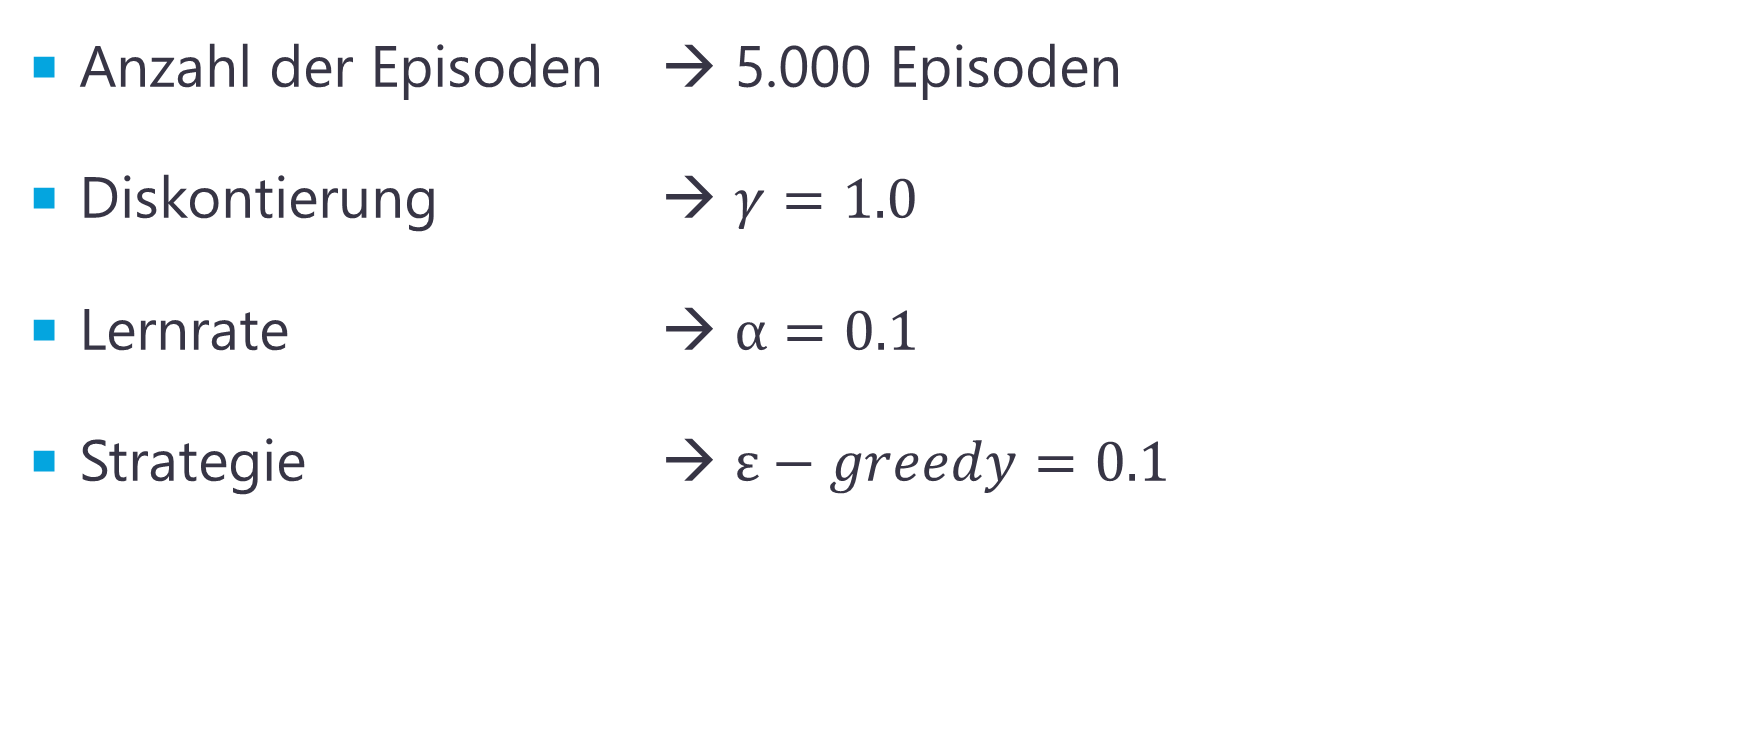 ▪ Anzahl der Episoden → 5.000 Episoden
▪ Diskontierung → 𝛾 = 1.0
▪ Lernrate → α = 0.1
▪ Strategie → ε − 𝑔𝑟𝑒𝑒𝑑𝑦 = 0.1